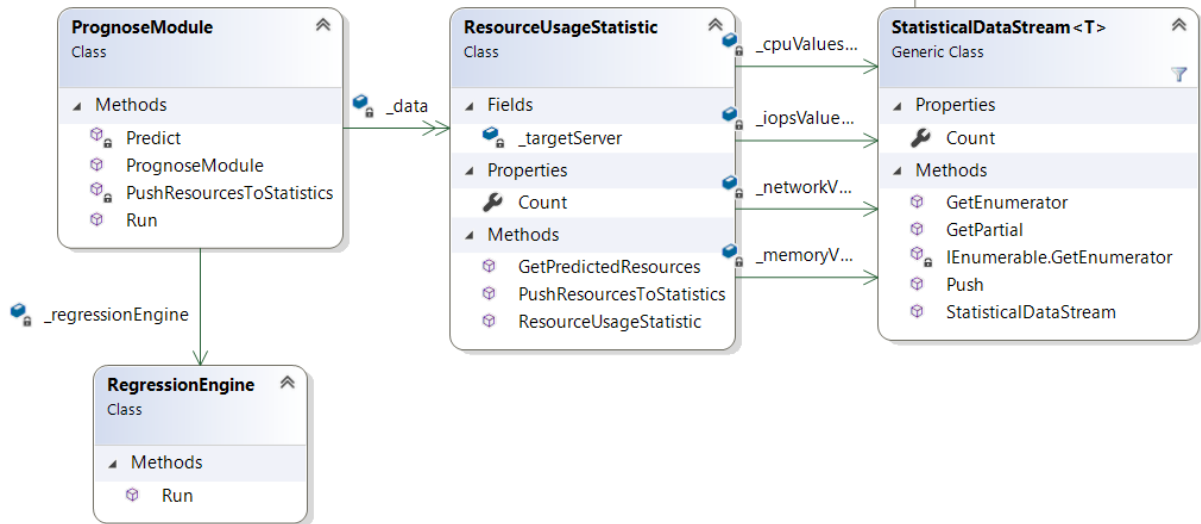 PrognoseModule
Class
Methods
Predict
PrognoseModule
PushResourcesToStatistics
Run
_data
_regressionEngine
RegressionEngine
Class
Methods
Run
ResourceUsageStatistic
Class
Fields
_targetServer
Properties
Count
Methods
GetPredictedResources
PushResourcesToStatistics
ResourceUsageStatistic
_cpuValues...
_iopsValue...
_networkV...
_memoryV...
StatisticalDataStream<T>
Generic Class
Properties
Count
Methods
GetEnumerator
GetPartial
IEnumerable.GetEnumerator
Push
StatisticalDataStream